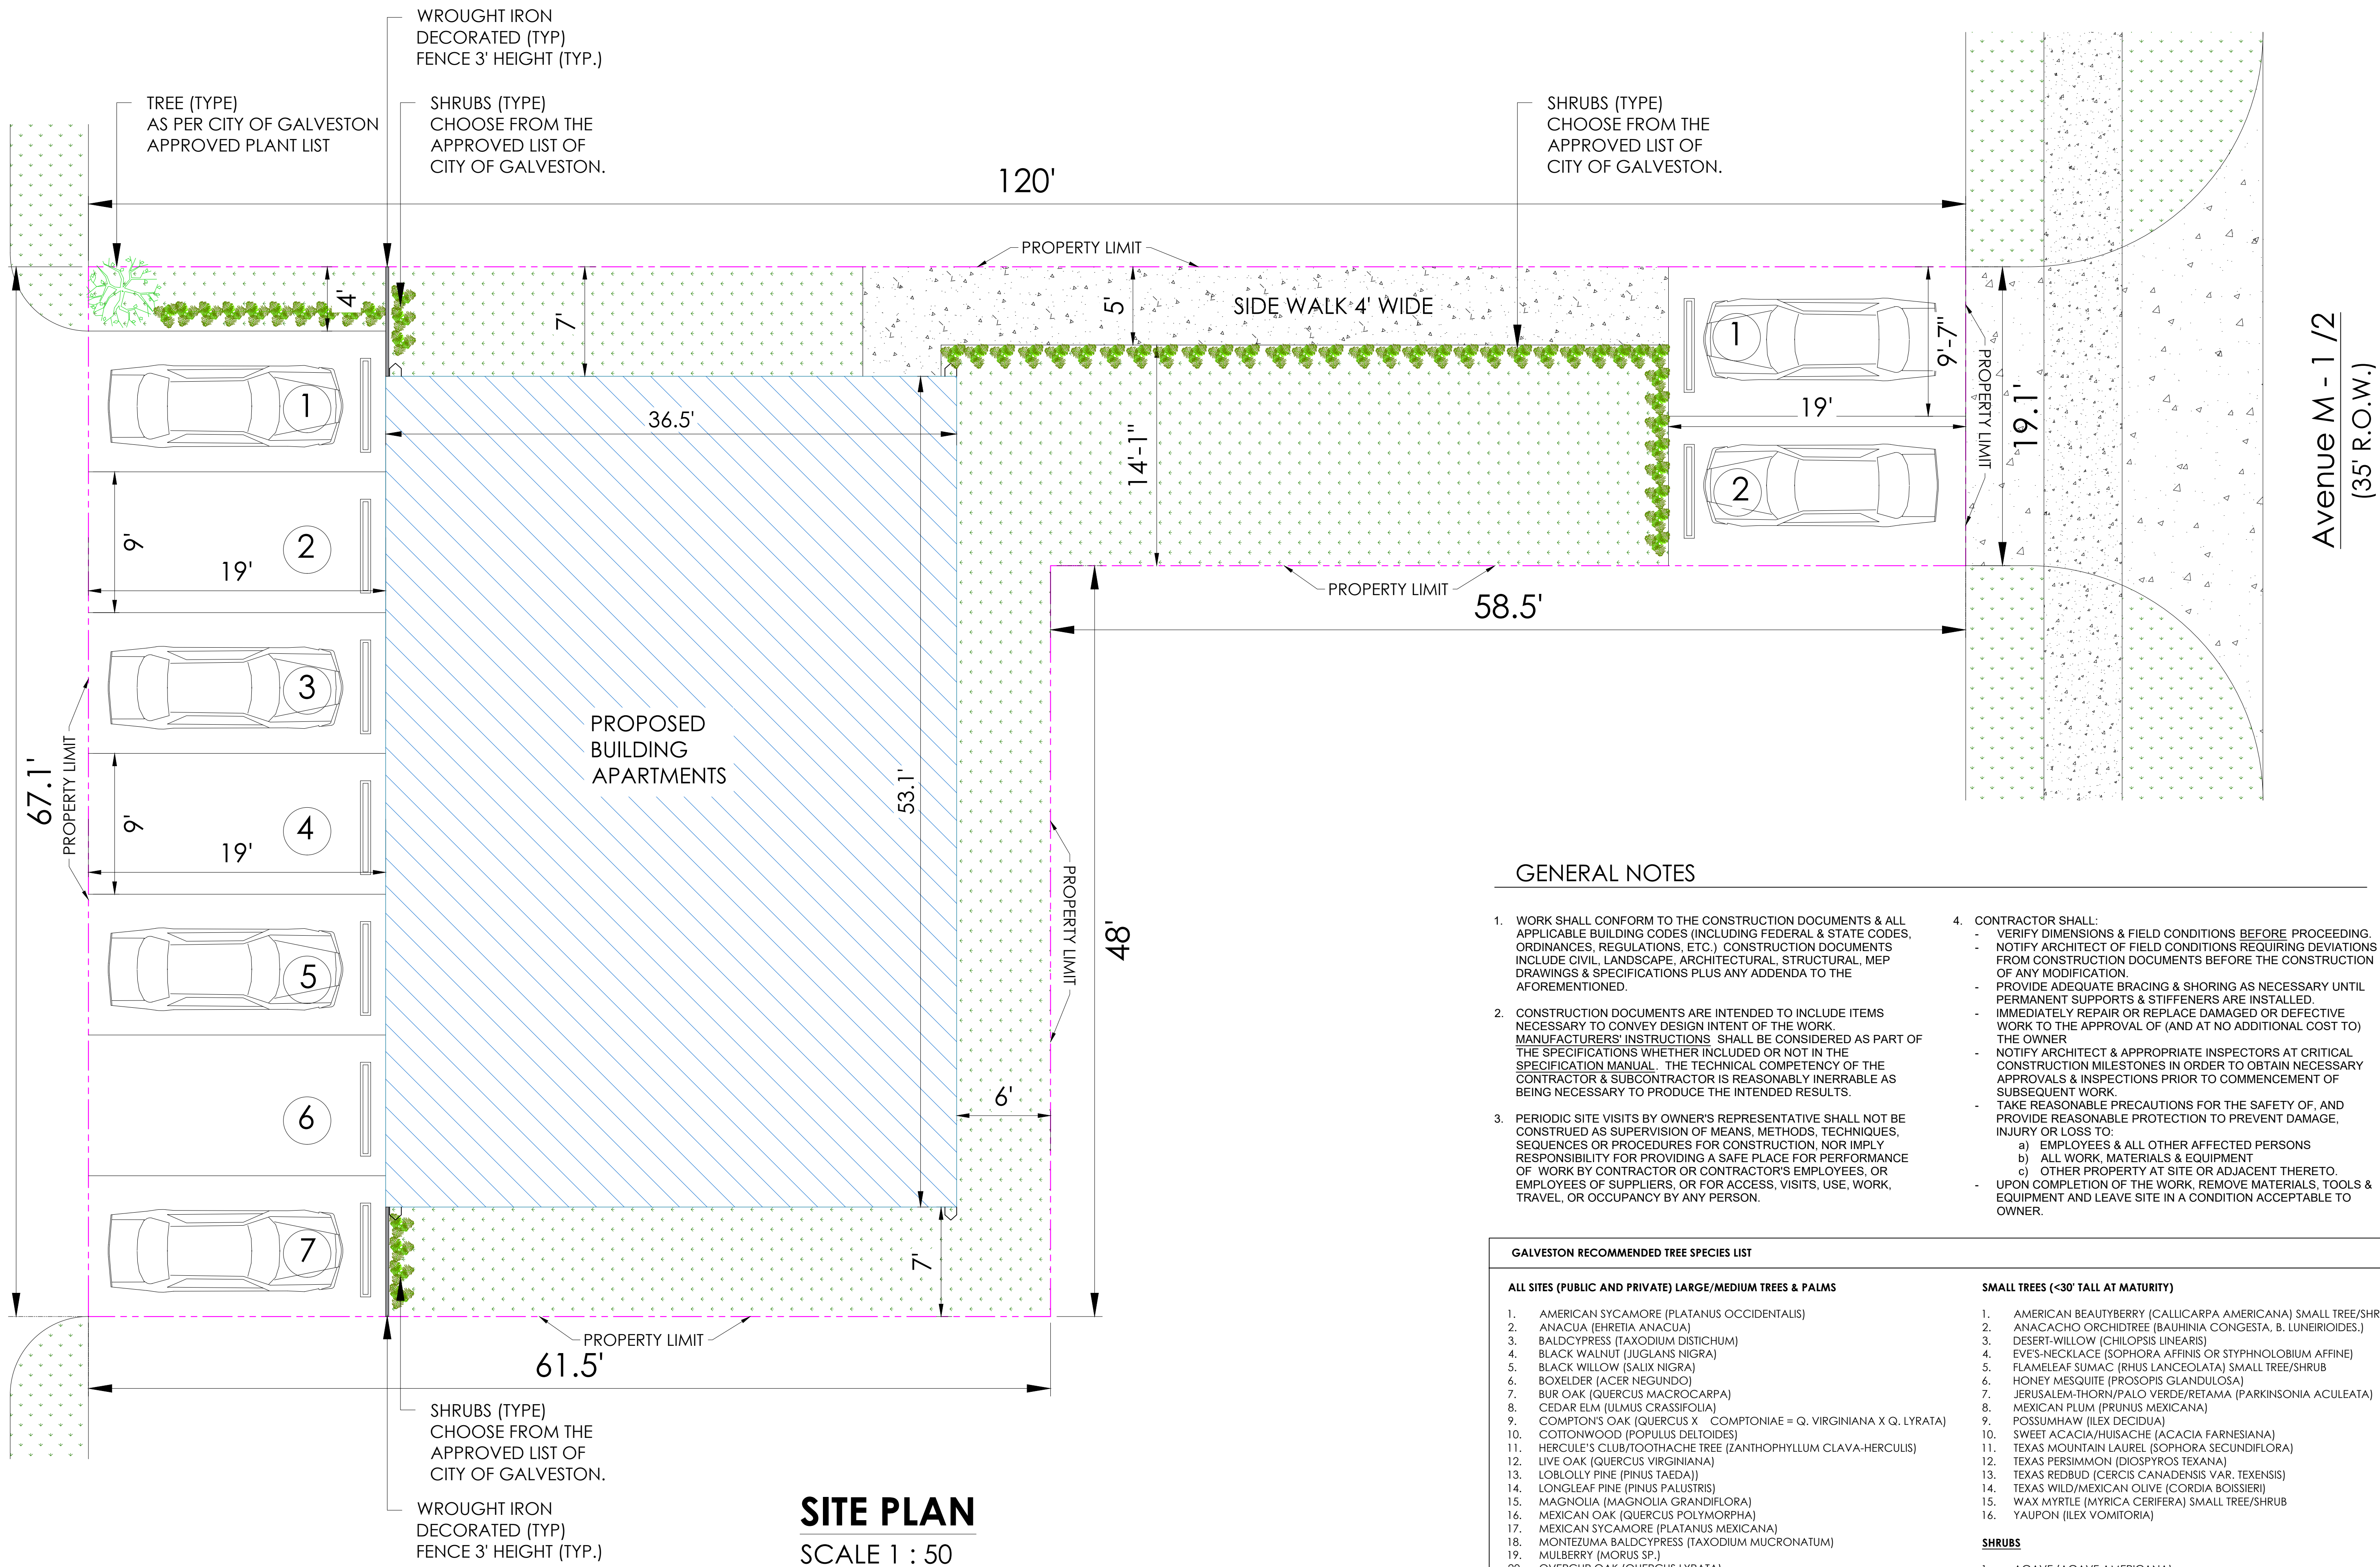 WROUGHT IRON
DECORATED (TYP)
FENCE 3' HEIGHT (TYP.)
TREE (TYPE)
AS PER CITY OF GALVESTON
APPROVED PLANT LIST
SHRUBS (TYPE)
CHOOSE FROM THE
APPROVED LIST OF
CITY OF GALVESTON.
SHRUBS (TYPE)
CHOOSE FROM THE
APPROVED LIST OF
CITY OF GALVESTON.
120'
PROPERTY LIMIT
4'
7'
5'
SIDE WALK 4' WIDE
1
9'-7"
PROPERTY LIMIT
19.1'
Avenue M - 1 /2
(35' R.O.W.)
1
36.5'
14'-1"
19'
2
9'
2
19'
PROPERTY LIMIT
58.5'
3
PROPOSED
BUILDING
APARTMENTS
53.1'
67.1'
PROPERTY LIMIT
9'
4
19'
PROPERTY LIMIT
48'
5
6'
6
7
7'
PROPERTY LIMIT
61.5'
SHRUBS (TYPE)
CHOOSE FROM THE
APPROVED LIST OF
CITY OF GALVESTON.
WROUGHT IRON
DECORATED (TYP)
FENCE 3' HEIGHT (TYP.)
SITE PLAN
SCALE 1 : 50
GENERAL NOTES
1. WORK SHALL CONFORM TO THE CONSTRUCTION DOCUMENTS & ALL
APPLICABLE BUILDING CODES (INCLUDING FEDERAL & STATE CODES,
ORDINANCES, REGULATIONS, ETC.) CONSTRUCTION DOCUMENTS
INCLUDE CIVIL, LANDSCAPE, ARCHITECTURAL, STRUCTURAL, MEP
DRAWINGS & SPECIFICATIONS PLUS ANY ADDENDA TO THE
AFOREMENTIONED.
2. CONSTRUCTION DOCUMENTS ARE INTENDED TO INCLUDE ITEMS
NECESSARY TO CONVEY DESIGN INTENT OF THE WORK.
MANUFACTURERS' INSTRUCTIONS SHALL BE CONSIDERED AS PART OF
THE SPECIFICATIONS WHETHER INCLUDED OR NOT IN THE
SPECIFICATION MANUAL. THE TECHNICAL COMPETENCY OF THE
CONTRACTOR & SUBCONTRACTOR IS REASONABLY INERRABLE AS
BEING NECESSARY TO PRODUCE THE INTENDED RESULTS.
3. PERIODIC SITE VISITS BY OWNER'S REPRESENTATIVE SHALL NOT BE
CONSTRUED AS SUPERVISION OF MEANS, METHODS, TECHNIQUES,
SEQUENCES OR PROCEDURES FOR CONSTRUCTION, NOR IMPLY
RESPONSIBILITY FOR PROVIDING A SAFE PLACE FOR PERFORMANCE
OF WORK BY CONTRACTOR OR CONTRACTOR'S EMPLOYEES, OR
EMPLOYEES OF SUPPLIERS, OR FOR ACCESS, VISITS, USE, WORK,
TRAVEL, OR OCCUPANCY BY ANY PERSON.
4. CONTRACTOR SHALL:
- VERIFY DIMENSIONS & FIELD CONDITIONS BEFORE PROCEEDING.
- NOTIFY ARCHITECT OF FIELD CONDITIONS REQUIRING DEVIATIONS
FROM CONSTRUCTION DOCUMENTS BEFORE THE CONSTRUCTION
OF ANY MODIFICATION.
- PROVIDE ADEQUATE BRACING & SHORING AS NECESSARY UNTIL
PERMANENT SUPPORTS & STIFFENERS ARE INSTALLED.
- IMMEDIATELY REPAIR OR REPLACE DAMAGED OR DEFECTIVE
WORK TO THE APPROVAL OF (AND AT NO ADDITIONAL COST TO)
THE OWNER
- NOTIFY ARCHITECT & APPROPRIATE INSPECTORS AT CRITICAL
CONSTRUCTION MILESTONES IN ORDER TO OBTAIN NECESSARY
APPROVALS & INSPECTIONS PRIOR TO COMMENCEMENT OF
SUBSEQUENT WORK.
- TAKE REASONABLE PRECAUTIONS FOR THE SAFETY OF, AND
PROVIDE REASONABLE PROTECTION TO PREVENT DAMAGE,
INJURY OR LOSS TO:
a) EMPLOYEES & ALL OTHER AFFECTED PERSONS
b) ALL WORK, MATERIALS & EQUIPMENT
c) OTHER PROPERTY AT SITE OR ADJACENT THERETO.
- UPON COMPLETION OF THE WORK, REMOVE MATERIALS, TOOLS &
EQUIPMENT AND LEAVE SITE IN A CONDITION ACCEPTABLE TO
OWNER.
GALVESTON RECOMMENDED TREE SPECIES LIST
ALL SITES (PUBLIC AND PRIVATE) LARGE/MEDIUM TREES & PALMS
1. AMERICAN SYCAMORE (PLATANUS OCCIDENTALIS)
2. ANACUA (EHRETIA ANACUA)
3. BALDCYPRESS (TAXODIUM DISTICHUM)
4. BLACK WALNUT (JUGLANS NIGRA)
5. BLACK WILLOW (SALIX NIGRA)
6. BOXELDER (ACER NEGUNDO)
7. BUR OAK (QUERCUS MACROCARPA)
8. CEDAR ELM (ULMUS CRASSIFOLIA)
9. COMPTON'S OAK (QUERCUS X COMPTONIAE = Q. VIRGINIANA X Q. LYRATA)
10. COTTONWOOD (POPULUS DELTOIDES)
11. HERCULE'S CLUB/TOOTHACHE TREE (ZANTHOPHYLLUM CLAVA-HERCULIS)
12. LIVE OAK (QUERCUS VIRGINIANA)
13. LOBLOLLY PINE (PINUS TAEDA))
14. LONGLEAF PINE (PINUS PALUSTRIS)
15. MAGNOLIA (MAGNOLIA GRANDIFLORA)
16. MEXICAN OAK (QUERCUS POLYMORPHA)
17. MEXICAN SYCAMORE (PLATANUS MEXICANA)
18. MONTEZUMA BALDCYPRESS (TAXODIUM MUCRONATUM)
19. MULBERRY (MORUS SP.)
SMALL TREES (<30' TALL AT MATURITY)
1. AMERICAN BEAUTYBERRY (CALLICARPA AMERICANA) SMALL TREE/SHR
2. ANACACHO ORCHIDTREE (BAUHINIA CONGESTA, B. LUNEIRIOIDES.)
3. DESERT-WILLOW (CHILOPSIS LINEARIS)
4. EVE'S-NECKLACE (SOPHORA AFFINIS OR STYPHNOLOBIUM AFFINE)
5. FLAMELEAF SUMAC (RHUS LANCEOLATA) SMALL TREE/SHRUB
6. HONEY MESQUITE (PROSOPIS GLANDULOSA)
7. JERUSALEM-THORN/PALO VERDE/RETAMA (PARKINSONIA ACULEATA)
8. MEXICAN PLUM (PRUNUS MEXICANA)
9. POSSUMHAW (ILEX DECIDUA)
10. SWEET ACACIA/HUISACHE (ACACIA FARNESIANA)
11. TEXAS MOUNTAIN LAUREL (SOPHORA SECUNDIFLORA)
12. TEXAS PERSIMMON (DIOSPYROS TEXANA)
13. TEXAS REDBUD (CERCIS CANADENSIS VAR. TEXENSIS)
14. TEXAS WILD/MEXICAN OLIVE (CORDIA BOISSIERI)
15. WAX MYRTLE (MYRICA CERIFERA) SMALL TREE/SHRUB
16. YAUPON (ILEX VOMITORIA)
SHRUBS